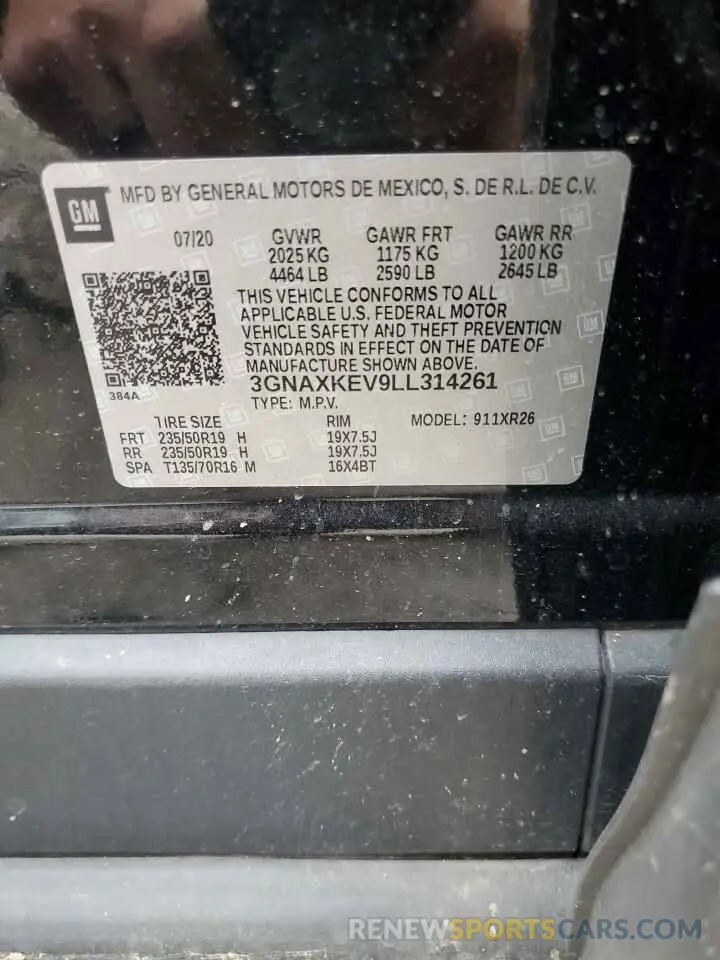 GM
MFD BY GENERAL MOTORS DE MEXICO, S. DE R.L. DE C.V.
07/20 GVWR GAWR FRT GAWR RR
2025 KG 1175 KG 1200 KG
4464 LB 2590 LB 2645 LB
THIS VEHICLE CONFORMS TO ALL
APPLICABLE U.S. FEDERAL MOTOR
VEHICLE SAFETY AND THEFT PREVENTION
STANDARDS IN EFFECT ON THE DATE OF
MANUFACTURE SHOWN ABOVE.
3GNAXKEV9LL314261
384A
TYPE: M.P.V.
TIRE SIZE RIM MODEL: 911XR26
FRT 235/50R19 H 19X7.5J
RR 235/50R19 H 19X7.5J
SPA T135/70R16 M 16X4BT
RENEWSPORTSCARS.COM